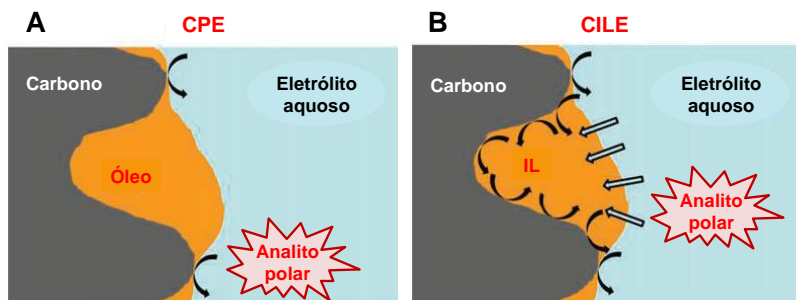 A
CPE
Carbono
Eletrólito
aquoso
Óleo
Analito
polar
B
CILE
Carbono
Eletrólito
aquoso
IL
Analito
polar